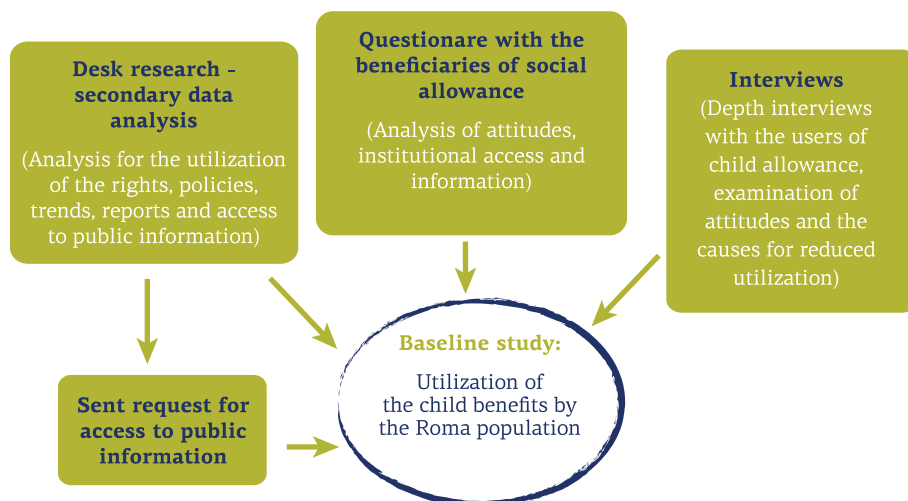 Desk research -
secondary data
analysis
(Analysis for the utilization
of the rights, policies,
trends, reports and access
to public information)
Questionare with the
beneficiaries of social
allowance
(Analysis of attitudes,
institutional access and
information)
Interviews
(Depth interviews
with the users of
child allowance,
examination of
attitudes and the
causes for reduced
utilization)
Sent request for
access to public
information
Baseline study:
Utilization of
the child benefits by
the Roma population